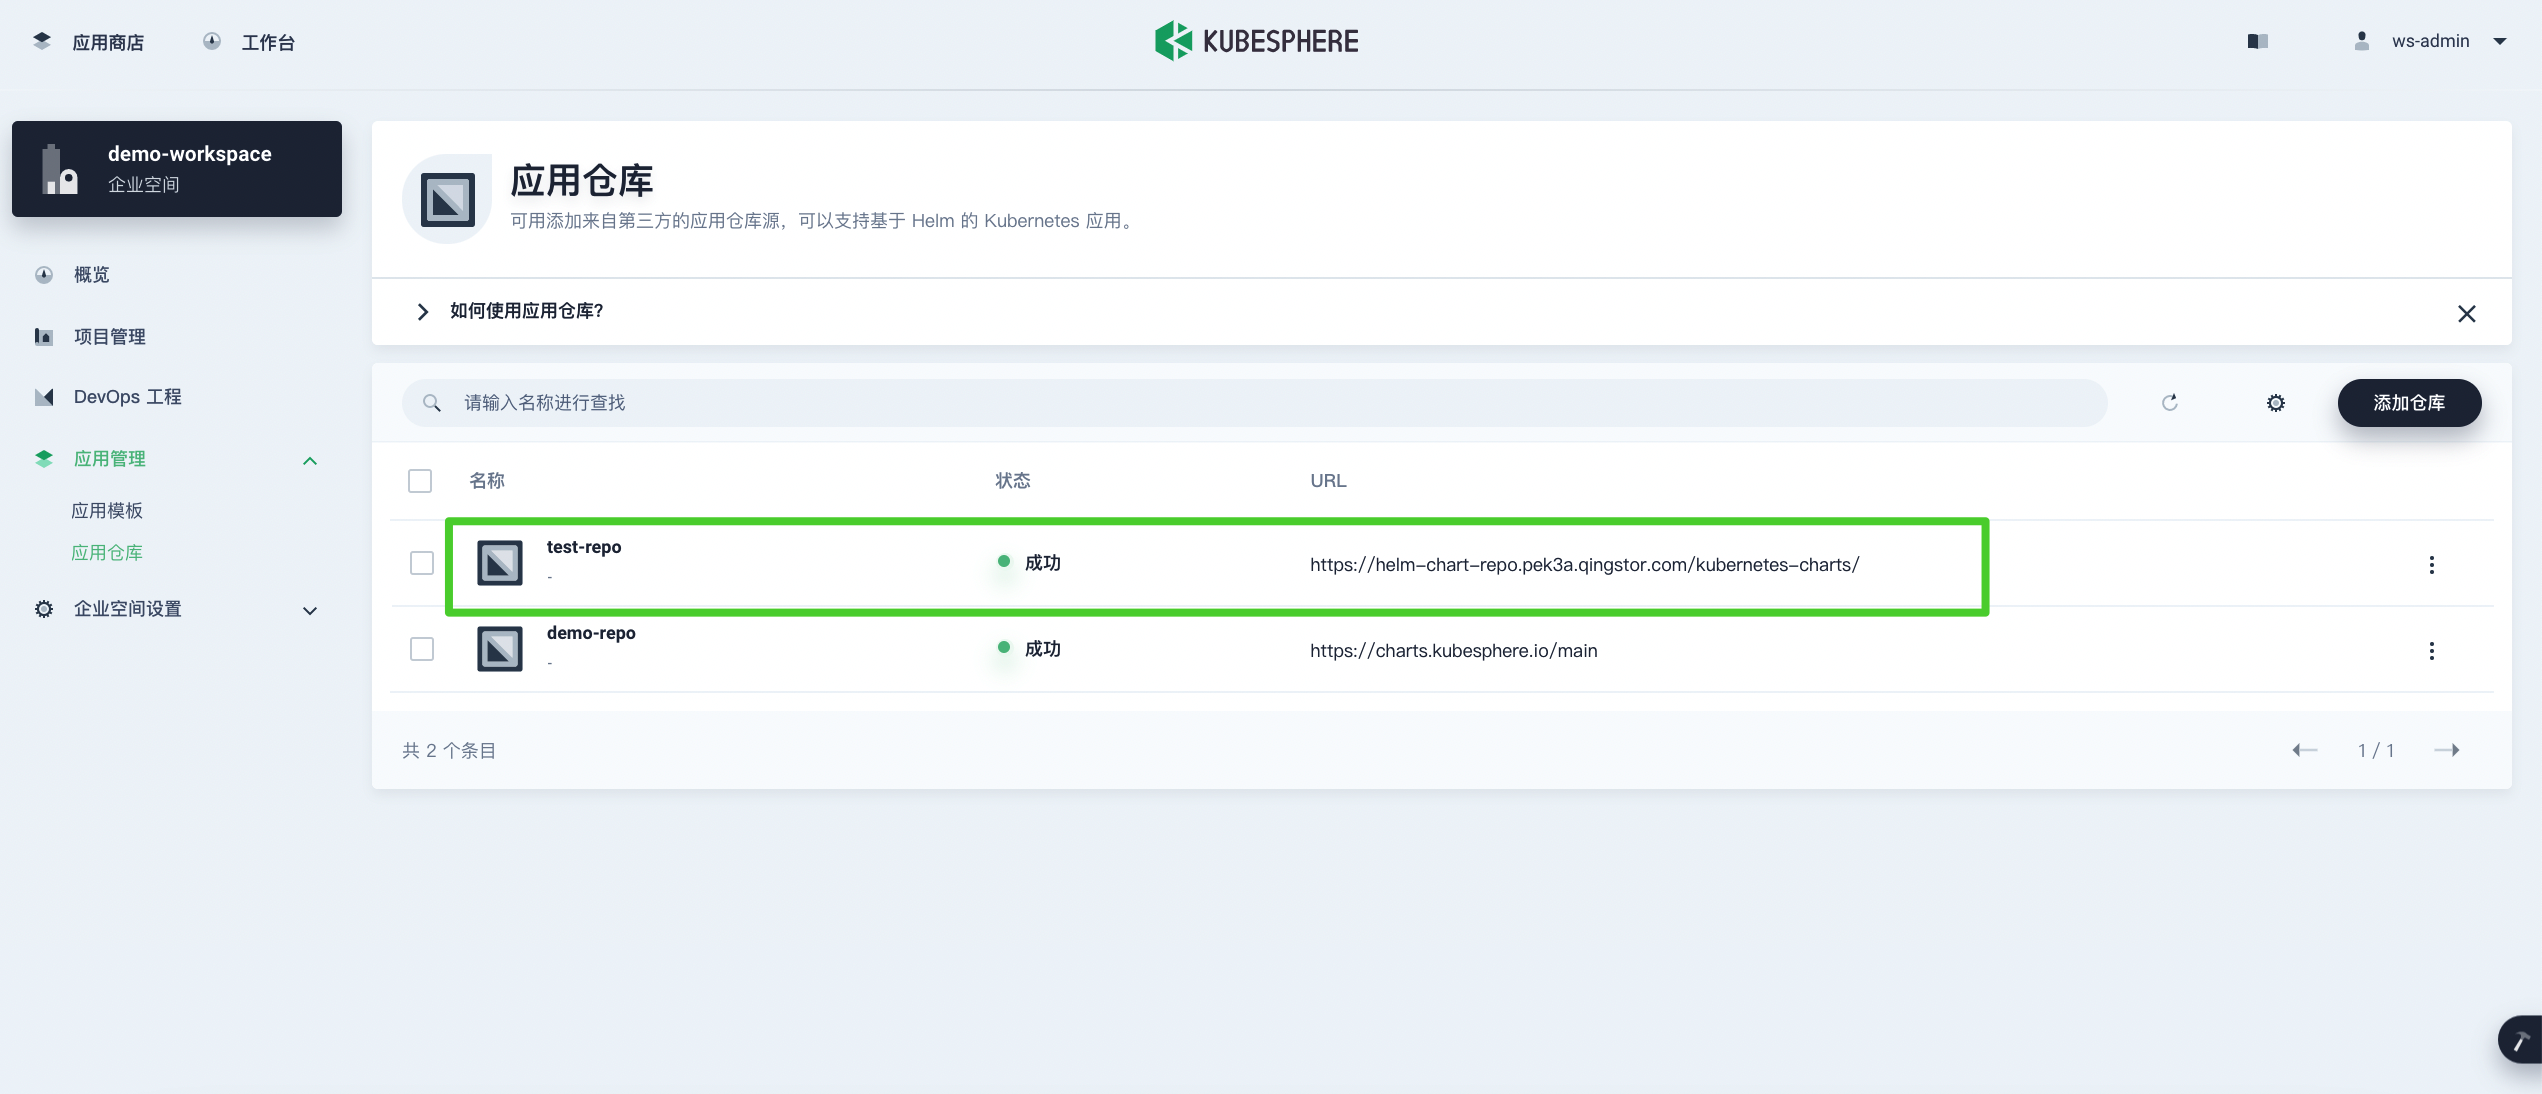 应用商店 工作台 KUBESPHERE ws-admin
demo-workspace
企业空间
概览
项目管理
DevOps 工程
应用管理
应用模板
应用仓库
企业空间设置
应用仓库
可用添加来自第三方的应用仓库源，可以支持基于 Helm 的 Kubernetes 应用。
如何使用应用仓库?
请输入名称进行查找 添加仓库
名称 状态 URL
test-repo
-
成功 https://helm-chart-repo.pek3a.qingstor.com/kubernetes-charts/
demo-repo
-
成功 https://charts.kubesphere.io/main
共 2 个条目 1 / 1